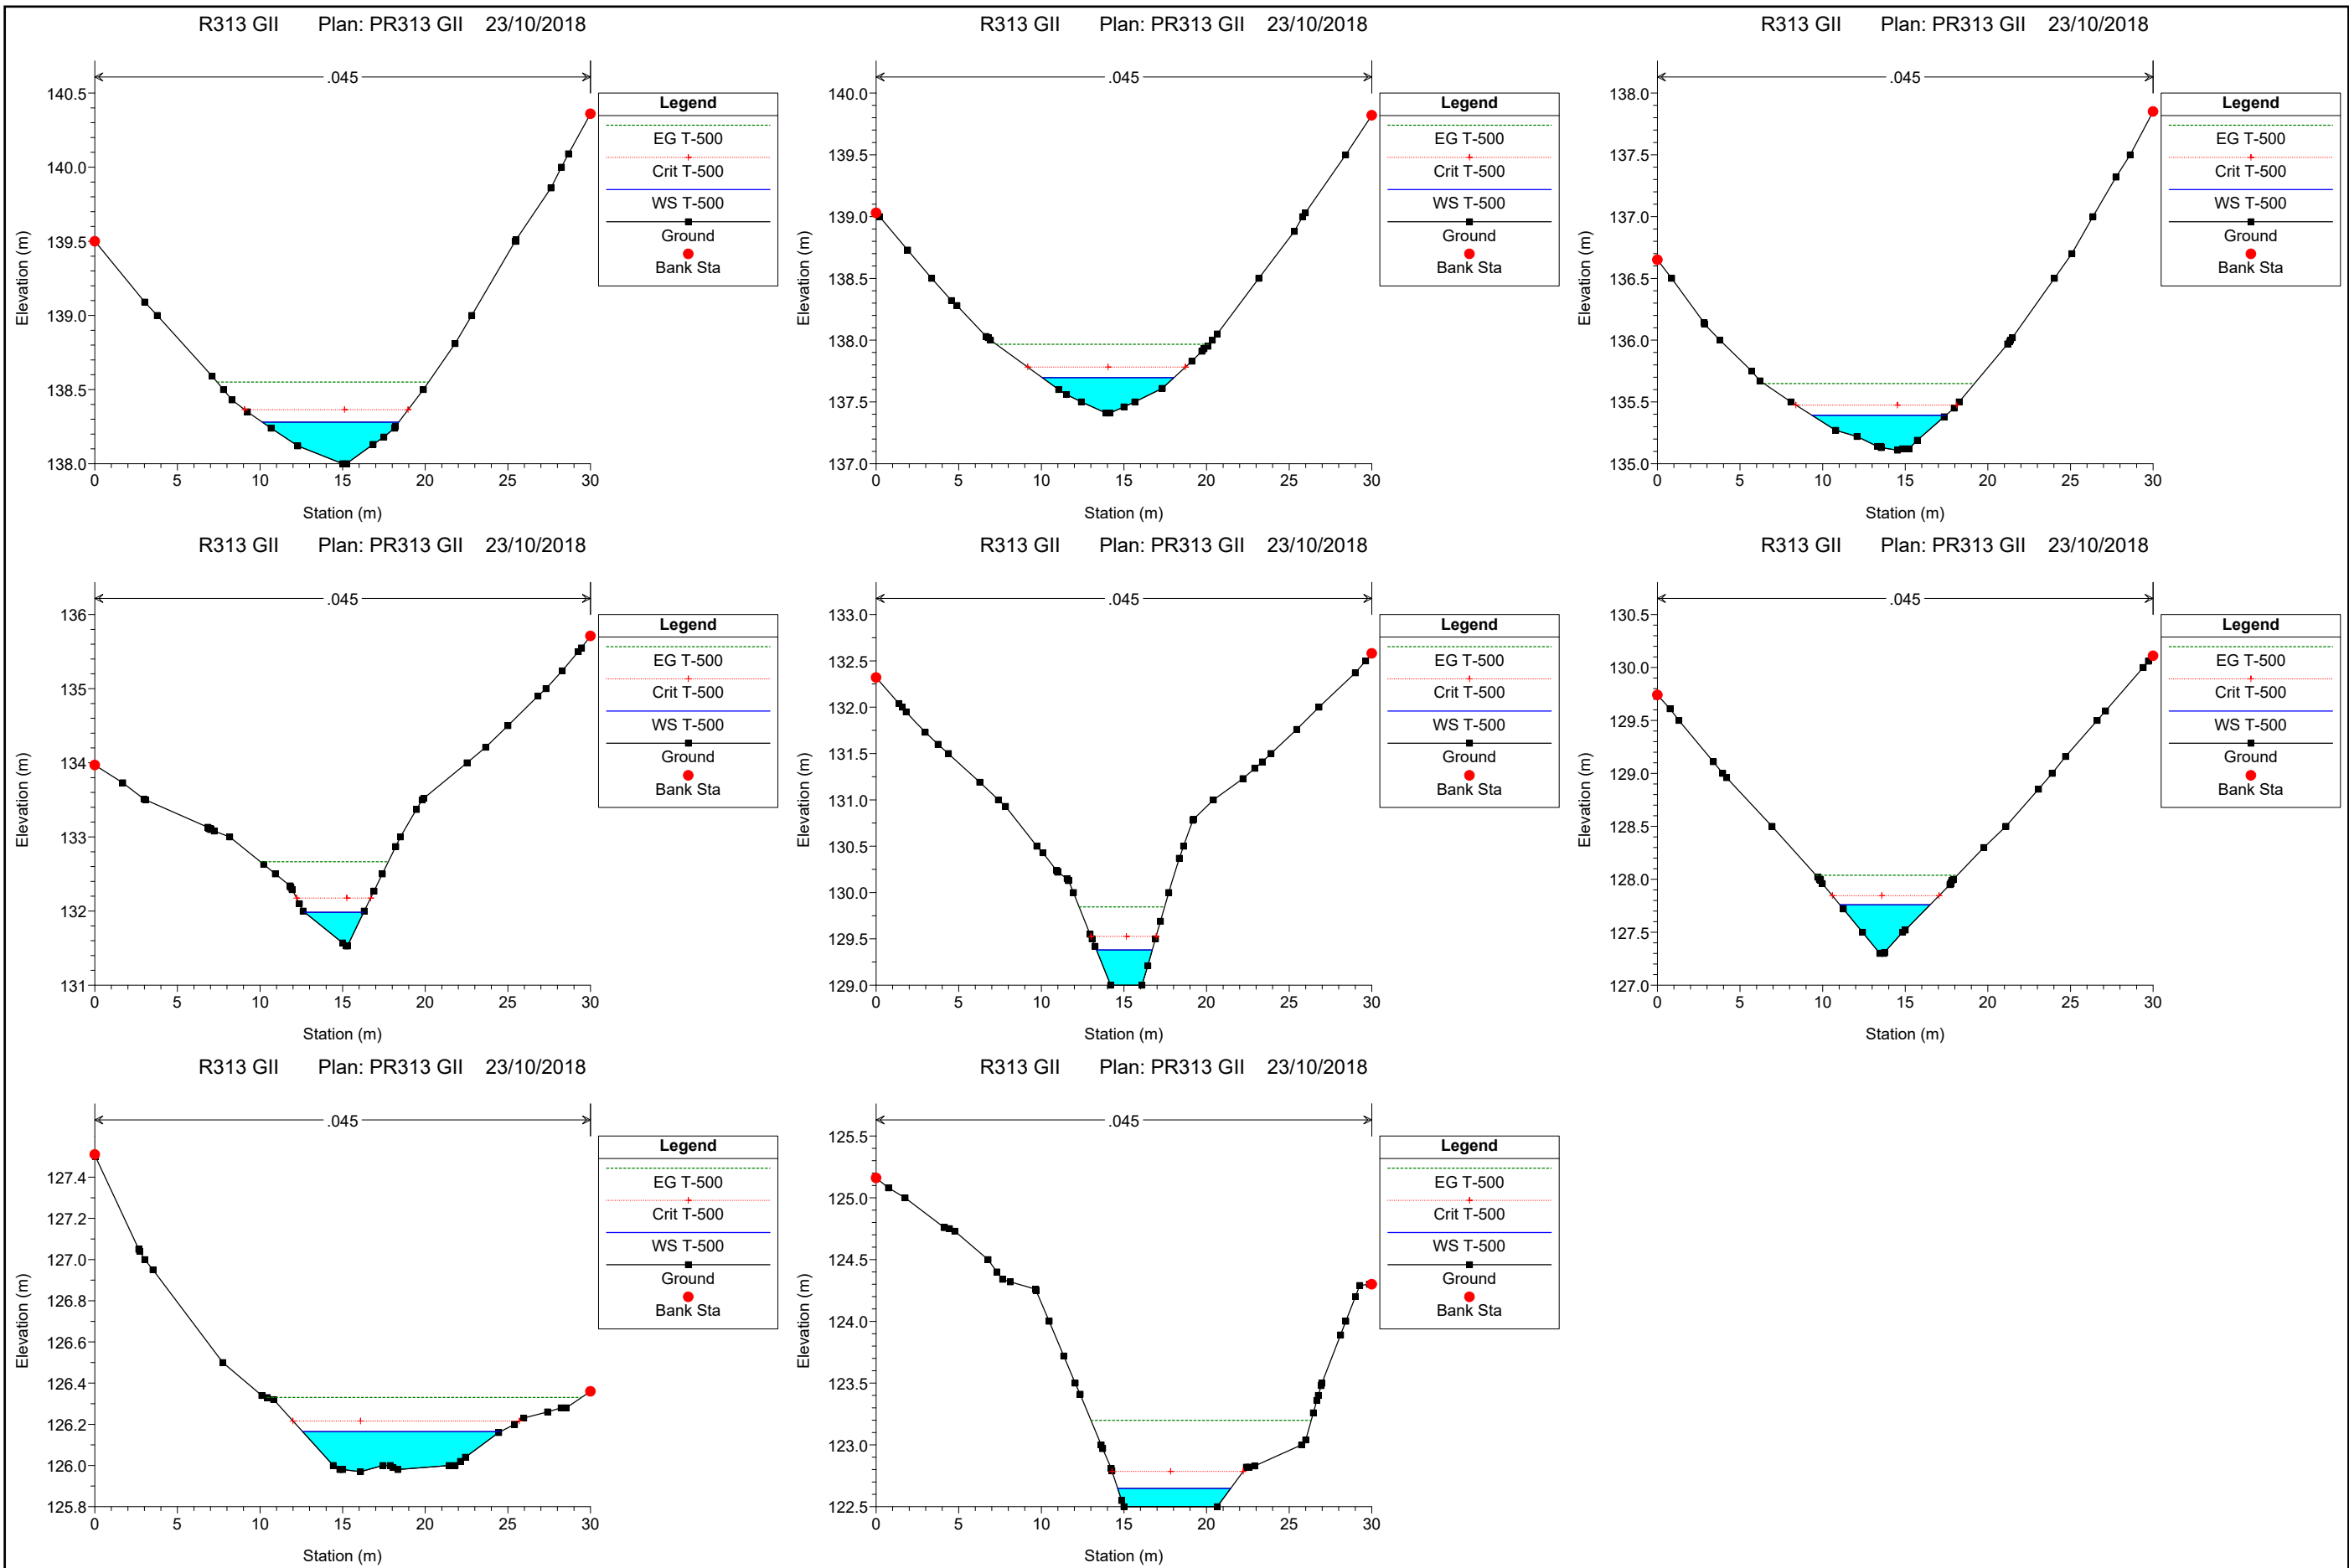 R313 GII Plan: PR313 GII 23/10/2018
.045
Elevation (m)
140.5
140.0
139.5
139.0
138.5
138.0
0 5 10 15 20 25 30
Station (m)
Legend
EG T-500
Crit T-500
WS T-500
Ground
Bank Sta
R313 GII Plan: PR313 GII 23/10/2018
.045
Elevation (m)
140.0
139.5
139.0
138.5
138.0
137.5
137.0
0 5 10 15 20 25 30
Station (m)
Legend
EG T-500
Crit T-500
WS T-500
Ground
Bank Sta
R313 GII Plan: PR313 GII 23/10/2018
.045
Elevation (m)
138.0
137.5
137.0
136.5
136.0
135.5
135.0
0 5 10 15 20 25 30
Station (m)
Legend
EG T-500
Crit T-500
WS T-500
Ground
Bank Sta
R313 GII Plan: PR313 GII 23/10/2018
.045
Elevation (m)
136
135
134
133
132
131
0 5 10 15 20 25 30
Station (m)
Legend
EG T-500
Crit T-500
WS T-500
Ground
Bank Sta
R313 GII Plan: PR313 GII 23/10/2018
.045
Elevation (m)
133.0
132.5
132.0
131.5
131.0
130.5
130.0
129.5
129.0
0 5 10 15 20 25 30
Station (m)
Legend
EG T-500
Crit T-500
WS T-500
Ground
Bank Sta
R313 GII Plan: PR313 GII 23/10/2018
.045
Elevation (m)
130.5
130.0
129.5
129.0
128.5
128.0
127.5
127.0
0 5 10 15 20 25 30
Station (m)
Legend
EG T-500
Crit T-500
WS T-500
Ground
Bank Sta
R313 GII Plan: PR313 GII 23/10/2018
.045
Elevation (m)
127.4
127.2
127.0
126.8
126.6
126.4
126.2
126.0
125.8
0 5 10 15 20 25 30
Station (m)
Legend
EG T-500
Crit T-500
WS T-500
Ground
Bank Sta
R313 GII Plan: PR313 GII 23/10/2018
.045
Elevation (m)
125.5
125.0
124.5
124.0
123.5
123.0
122.5
0 5 10 15 20 25 30
Station (m)
Legend
EG T-500
Crit T-500
WS T-500
Ground
Bank Sta